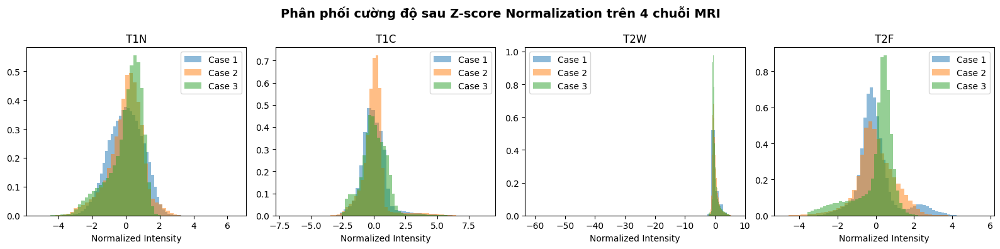 Phân phối cường độ sau Z-score Normalization trên 4 chuỗi MRI
T1N
Case 1
Case 2
Case 3
0.5
0.4
0.3
0.2
0.1
0.0
−4 −2 0 2 4 6
Normalized Intensity
T1C
Case 1
Case 2
Case 3
0.7
0.6
0.5
0.4
0.3
0.2
0.1
0.0
−7.5 −5.0 −2.5 0.0 2.5 5.0 7.5
Normalized Intensity
T2W
Case 1
Case 2
Case 3
1.0
0.8
0.6
0.4
0.2
0.0
−60 −50 −40 −30 −20 −10 0 10
Normalized Intensity
T2F
Case 1
Case 2
Case 3
0.8
0.6
0.4
0.2
0.0
−4 −2 0 2 4 6
Normalized Intensity